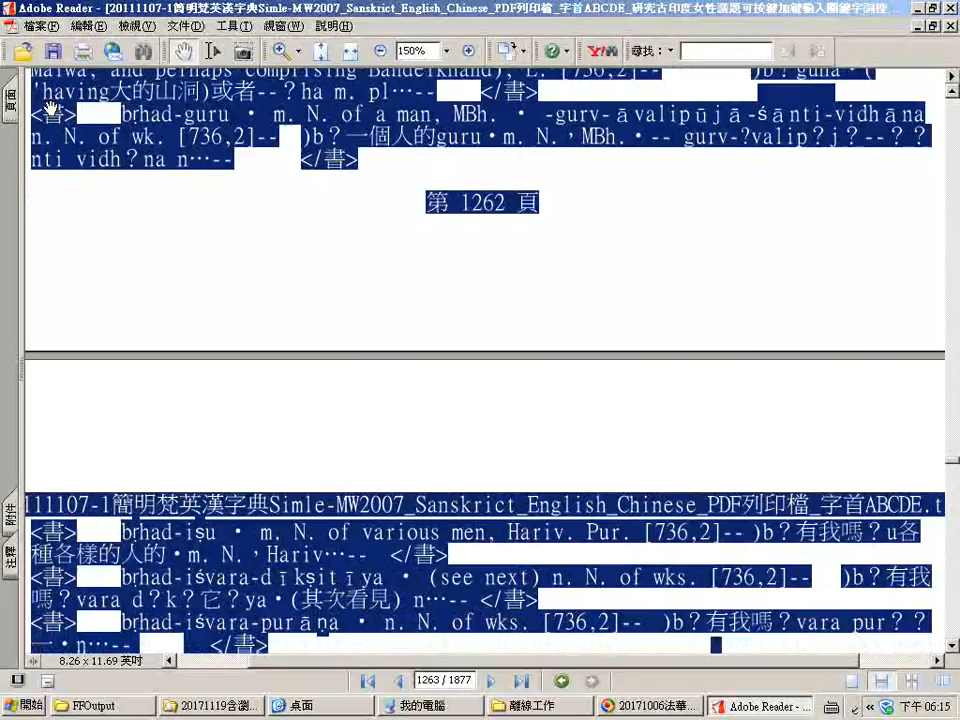 Adobe Reader - [20111107-1簡明梵英漢字典Simle-MW2007_Sanskrict_English_Chinese_PDF列印檔_字首ABCDE_研究古印度女性議題可按鍵加鍵輸入關鍵字詞搜
檔案(F) 編輯(E) 檢視(V) 文件(D) 工具(T) 視窗(W) 說明(H)
150% 尋找:
頁面
Malwa, and perhaps comprising Bandelkhand), L. [736,2]-- )b?guha‧(
'having大的山洞)或者--?ha m. pl…-- </書>
<書> bṛhad-guru ‧ m. N. of a man, MBh. ‧ -gurv-āvalipūjā-śānti-vidhāna
n. N. of wk. [736,2]-- )b?一個人的guru‧m. N.，MBh.‧-- gurv-?valip?j?--??
nti vidh?na n…-- </書>
第 1262 頁
111107-1簡明梵英漢字典Simle-MW2007_Sanskrict_English_Chinese_PDF列印檔_字首ABCDE.t
附件
<書> bṛhad-iṣu ‧ m. N. of various men, Hariv. Pur. [736,2]-- )b?有我嗎?u各
種各樣的人的‧m. N.，Hariv…-- </書>
注釋
<書> bṛhad-iśvara-dīkṣitīya ‧ (see next) n. N. of wks. [736,2]-- )b?有我
嗎?vara d?k?它?ya‧(其次看見) n…-- </書>
<書> bṛhad-iśvara-purāṇa ‧ n. N. of wks. [736,2]-- )b?有我嗎?vara pur??
一‧n…-- </書>
8.26 x 11.69 英吋
1263 / 1877
開始 FFOutput 20171119含瀏… 桌面 我的電腦 離線工作 20171006法華… Adobe Reader -… 下午 06:15